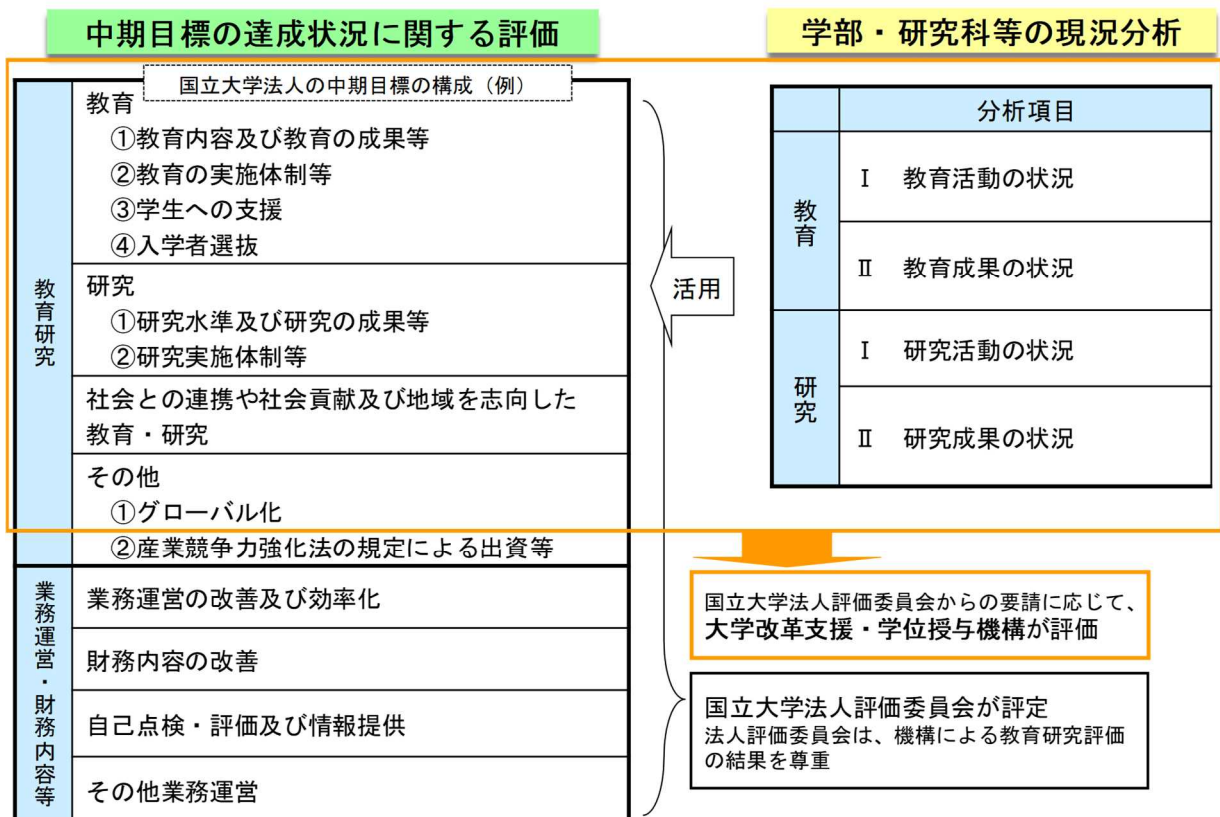 中期目標の達成状況に関する評価
学部・研究科等の現況分析
国立大学法人の中期目標の構成（例）
教育研究
教育
①教育内容及び教育の成果等
②教育の実施体制等
③学生への支援
④入学者選抜
研究
①研究水準及び研究の成果等
②研究実施体制等
社会との連携や社会貢献及び地域を志向した
教育・研究
その他
①グローバル化
②産業競争力強化法の規定による出資等
業務運営・財務内容等
業務運営の改善及び効率化
財務内容の改善
自己点検・評価及び情報提供
その他業務運営
活用
分析項目
教育
Ⅰ 教育活動の状況
Ⅱ 教育成果の状況
研究
Ⅰ 研究活動の状況
Ⅱ 研究成果の状況
国立大学法人評価委員会からの要請に応じて、
大学改革支援・学位授与機構が評価
国立大学法人評価委員会が評定
法人評価委員会は、機構による教育研究評価
の結果を尊重